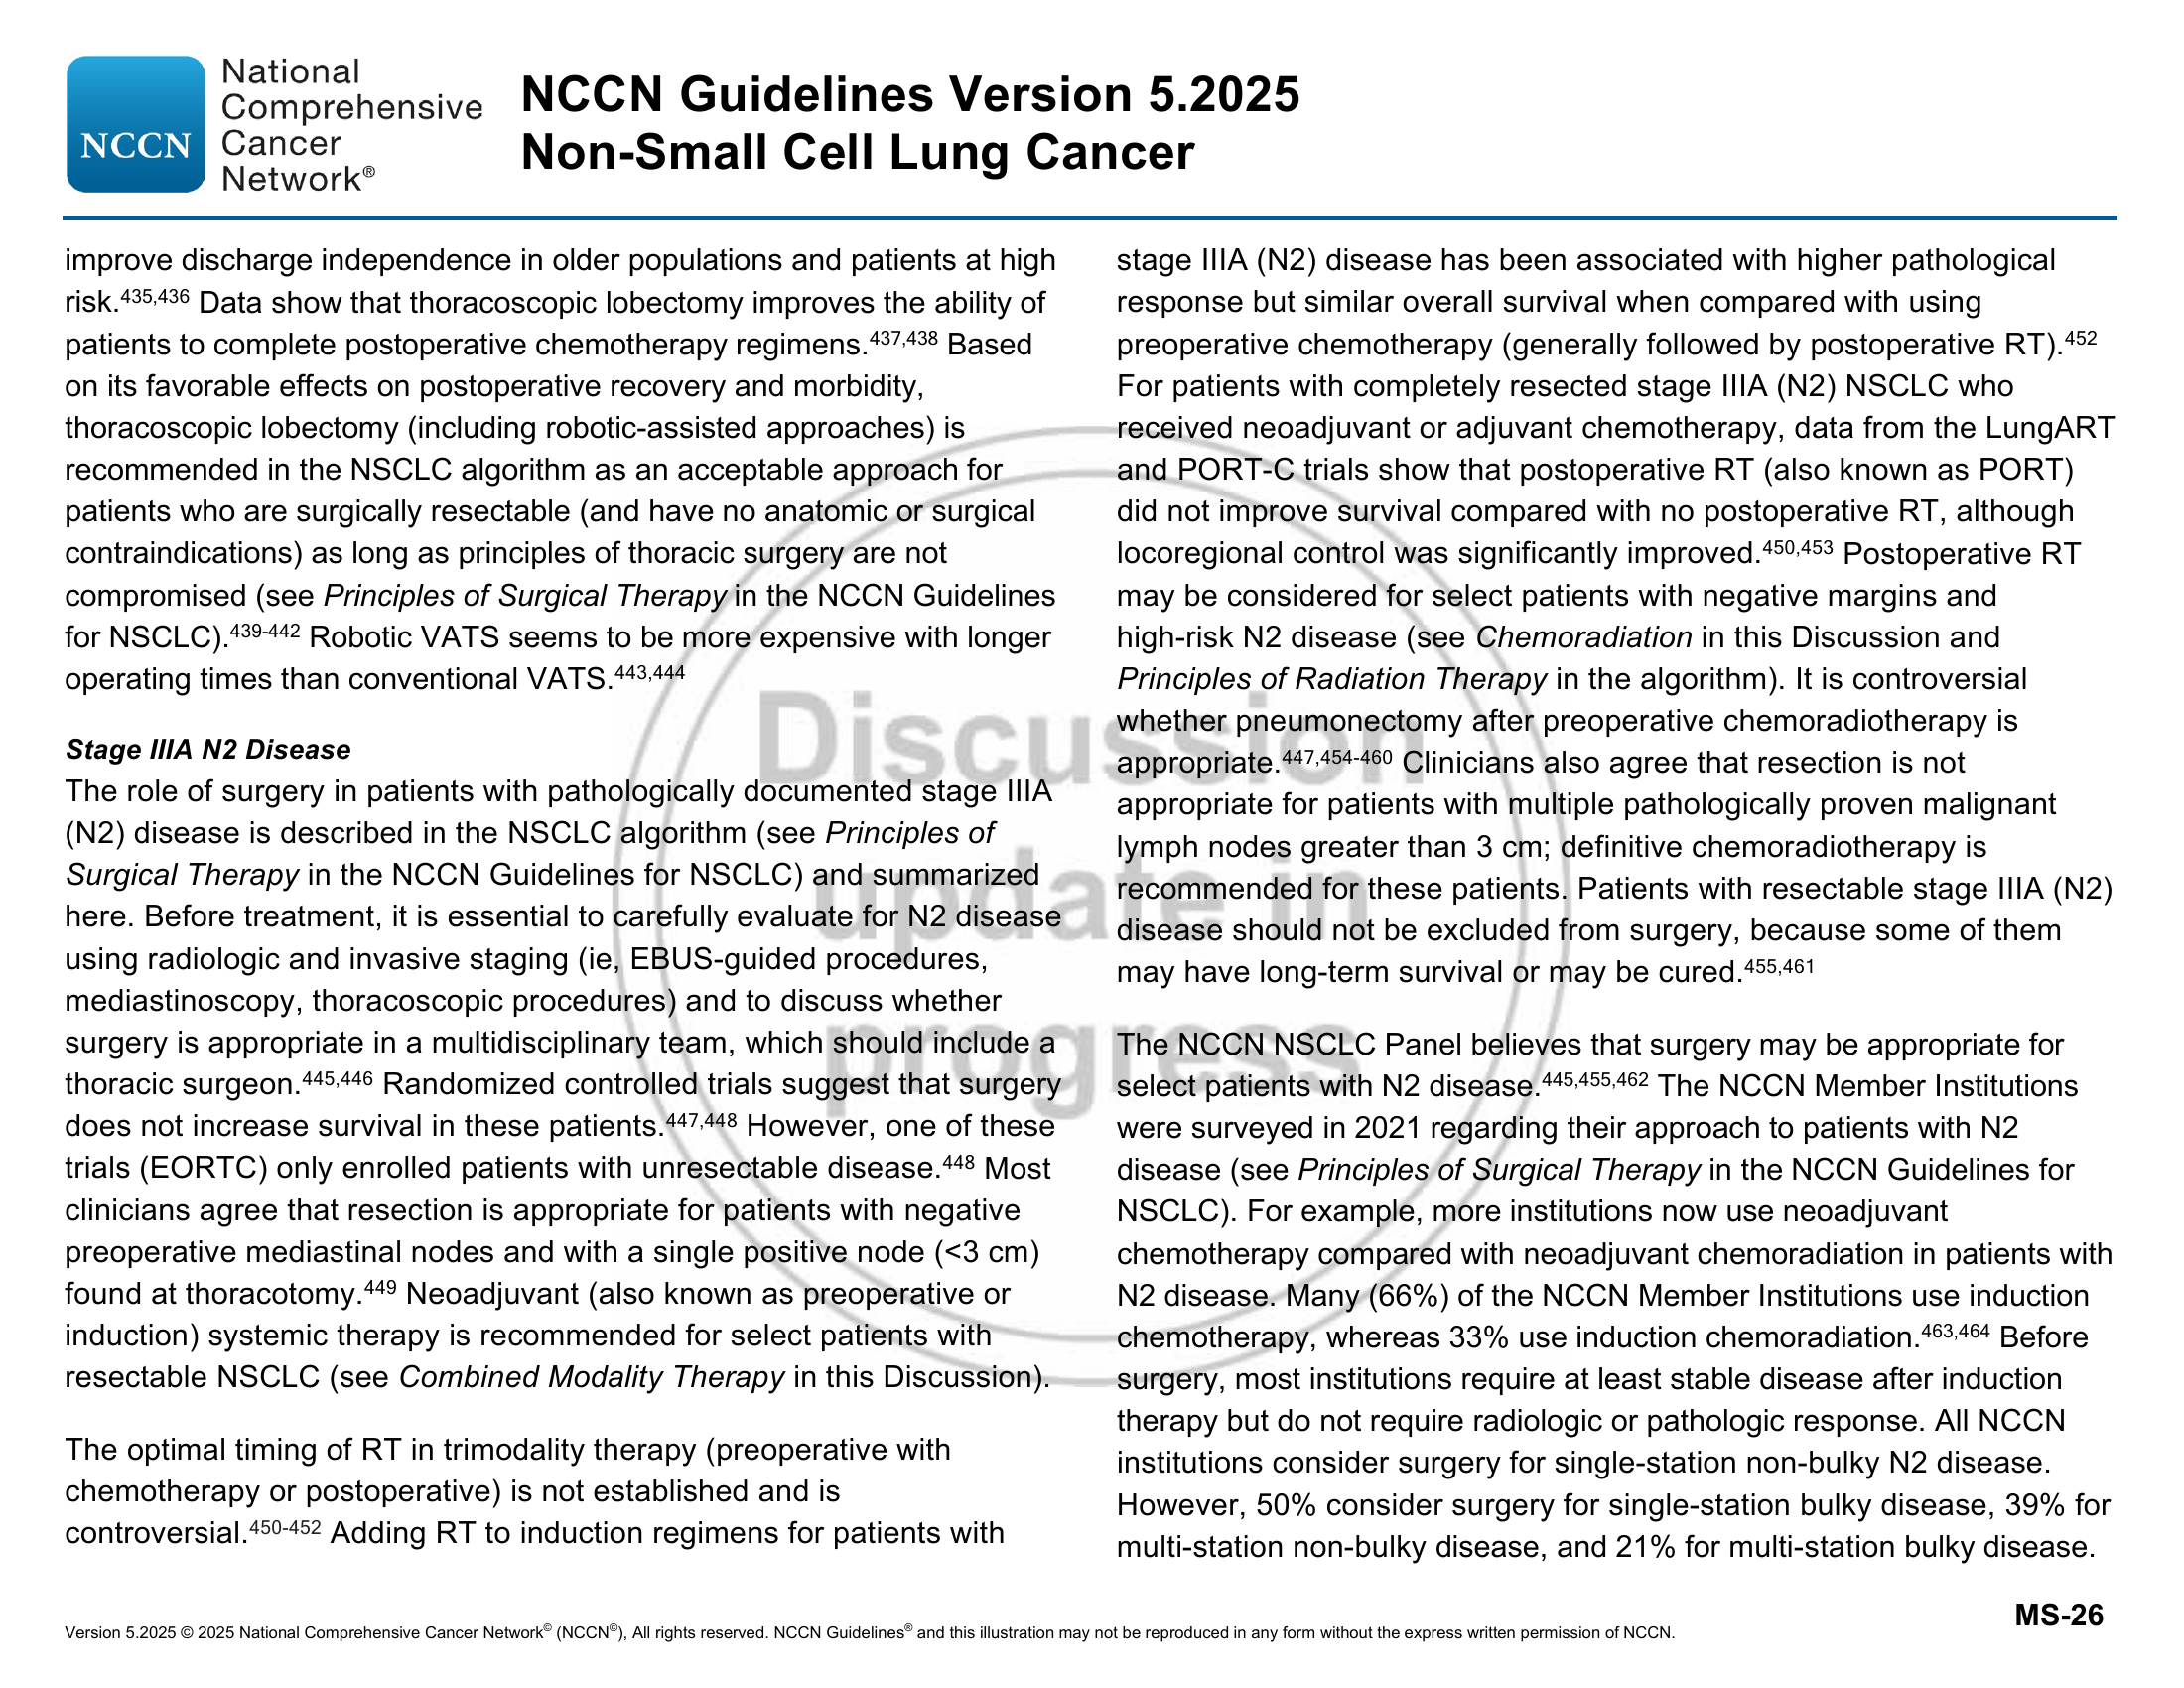 National
Comprehensive
Cancer
Network®
NCCN
NCCN Guidelines Version 5.2025
Non-Small Cell Lung Cancer
improve discharge independence in older populations and patients at high
risk.435,436 Data show that thoracoscopic lobectomy improves the ability of
patients to complete postoperative chemotherapy regimens.437,438 Based
on its favorable effects on postoperative recovery and morbidity,
thoracoscopic lobectomy (including robotic-assisted approaches) is
recommended in the NSCLC algorithm as an acceptable approach for
patients who are surgically resectable (and have no anatomic or surgical
contraindications) as long as principles of thoracic surgery are not
compromised (see Principles of Surgical Therapy in the NCCN Guidelines
for NSCLC).439-442 Robotic VATS seems to be more expensive with longer
operating times than conventional VATS.443,444
Stage IIIA N2 Disease
The role of surgery in patients with pathologically documented stage IIIA
(N2) disease is described in the NSCLC algorithm (see Principles of
Surgical Therapy in the NCCN Guidelines for NSCLC) and summarized
here. Before treatment, it is essential to carefully evaluate for N2 disease
using radiologic and invasive staging (ie, EBUS-guided procedures,
mediastinoscopy, thoracoscopic procedures) and to discuss whether
surgery is appropriate in a multidisciplinary team, which should include a
thoracic surgeon.445,446 Randomized controlled trials suggest that surgery
does not increase survival in these patients.447,448 However, one of these
trials (EORTC) only enrolled patients with unresectable disease.448 Most
clinicians agree that resection is appropriate for patients with negative
preoperative mediastinal nodes and with a single positive node (<3 cm)
found at thoracotomy.449 Neoadjuvant (also known as preoperative or
induction) systemic therapy is recommended for select patients with
resectable NSCLC (see Combined Modality Therapy in this Discussion).
The optimal timing of RT in trimodality therapy (preoperative with
chemotherapy or postoperative) is not established and is
controversial.450-452 Adding RT to induction regimens for patients with
stage IIIA (N2) disease has been associated with higher pathological
response but similar overall survival when compared with using
preoperative chemotherapy (generally followed by postoperative RT).452
For patients with completely resected stage IIIA (N2) NSCLC who
received neoadjuvant or adjuvant chemotherapy, data from the LungART
and PORT-C trials show that postoperative RT (also known as PORT)
did not improve survival compared with no postoperative RT, although
locoregional control was significantly improved.450,453 Postoperative RT
may be considered for select patients with negative margins and
high-risk N2 disease (see Chemoradiation in this Discussion and
Principles of Radiation Therapy in the algorithm). It is controversial
whether pneumonectomy after preoperative chemoradiotherapy is
appropriate.447,454-460 Clinicians also agree that resection is not
appropriate for patients with multiple pathologically proven malignant
lymph nodes greater than 3 cm; definitive chemoradiotherapy is
recommended for these patients. Patients with resectable stage IIIA (N2)
disease should not be excluded from surgery, because some of them
may have long-term survival or may be cured.455,461
The NCCN NSCLC Panel believes that surgery may be appropriate for
select patients with N2 disease.445,455,462 The NCCN Member Institutions
were surveyed in 2021 regarding their approach to patients with N2
disease (see Principles of Surgical Therapy in the NCCN Guidelines for
NSCLC). For example, more institutions now use neoadjuvant
chemotherapy compared with neoadjuvant chemoradiation in patients with
N2 disease. Many (66%) of the NCCN Member Institutions use induction
chemotherapy, whereas 33% use induction chemoradiation.463,464 Before
surgery, most institutions require at least stable disease after induction
therapy but do not require radiologic or pathologic response. All NCCN
institutions consider surgery for single-station non-bulky N2 disease.
However, 50% consider surgery for single-station bulky disease, 39% for
multi-station non-bulky disease, and 21% for multi-station bulky disease.
Discussion
update in
progress
MS-26
Version 5.2025 © 2025 National Comprehensive Cancer Network© (NCCN©), All rights reserved. NCCN Guidelines® and this illustration may not be reproduced in any form without the express written permission of NCCN.